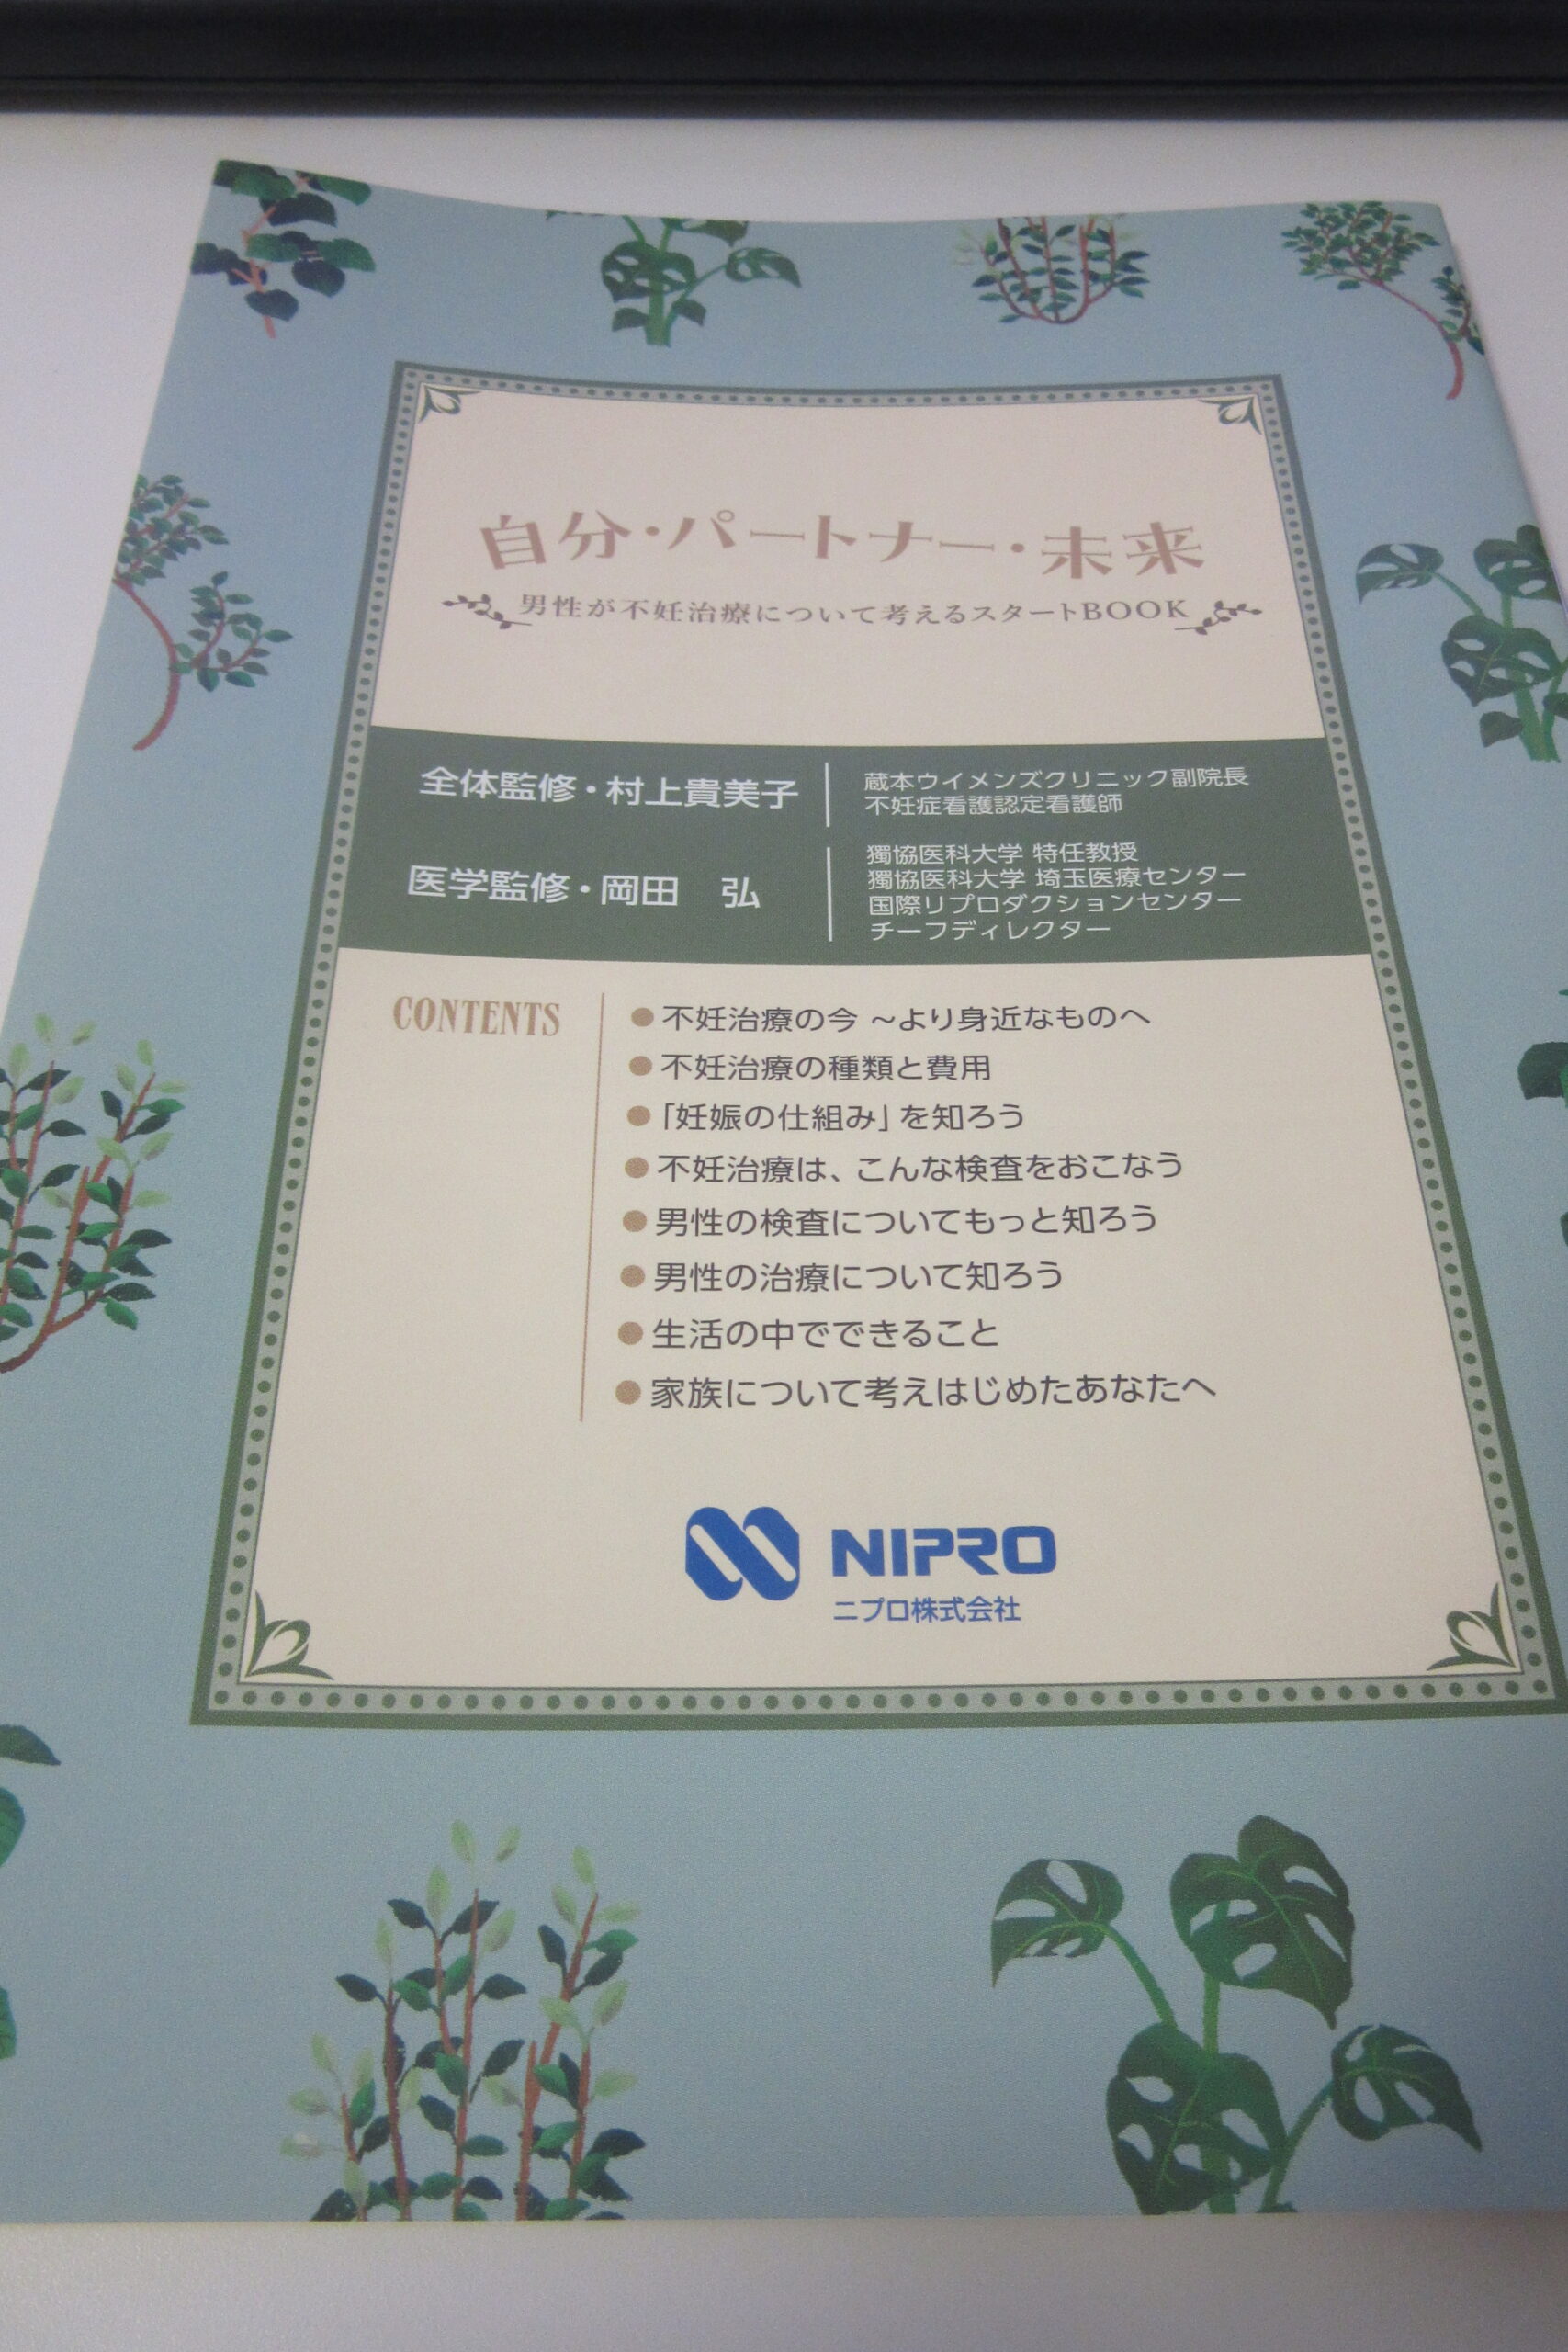 自分・パートナー・未来
男性が不妊治療について考えるスタートBOOK
全体監修・村上貴美子
蔵本ウイメンズクリニック副院長
不妊症看護認定看護師
医学監修・岡田 弘
獨協医科大学 特任教授
獨協医科大学 埼玉医療センター
国際リプロダクションセンター
チーフディレクター
CONTENTS
●不妊治療の今 ～より身近なものへ
●不妊治療の種類と費用
●「妊娠の仕組み」を知ろう
●不妊治療は、こんな検査をおこなう
●男性の検査についてもっと知ろう
●男性の治療について知ろう
●生活の中でできること
●家族について考えはじめたあなたへ
NIPRO
ニプロ株式会社